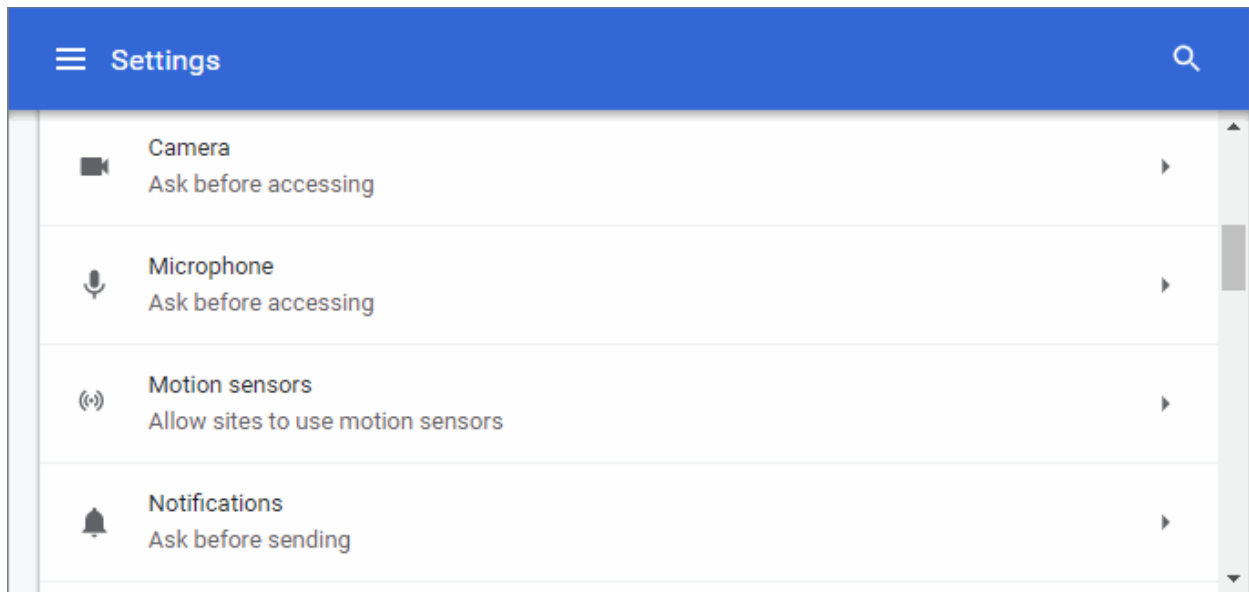 Settings
Camera
Ask before accessing
Microphone
Ask before accessing
Motion sensors
Allow sites to use motion sensors
Notifications
Ask before sending